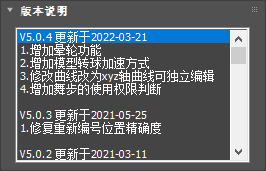 版本说明
V5.0.4 更新于2022-03-21
1.增加晕轮功能
2.增加模型转球加速方式
3.修改曲线改为xyz轴曲线可独立编辑
4.增加舞步的使用权限判断
V5.0.3 更新于2021-05-25
1.修复重新编号位置精确度
V5.0.2 更新于2021-03-11